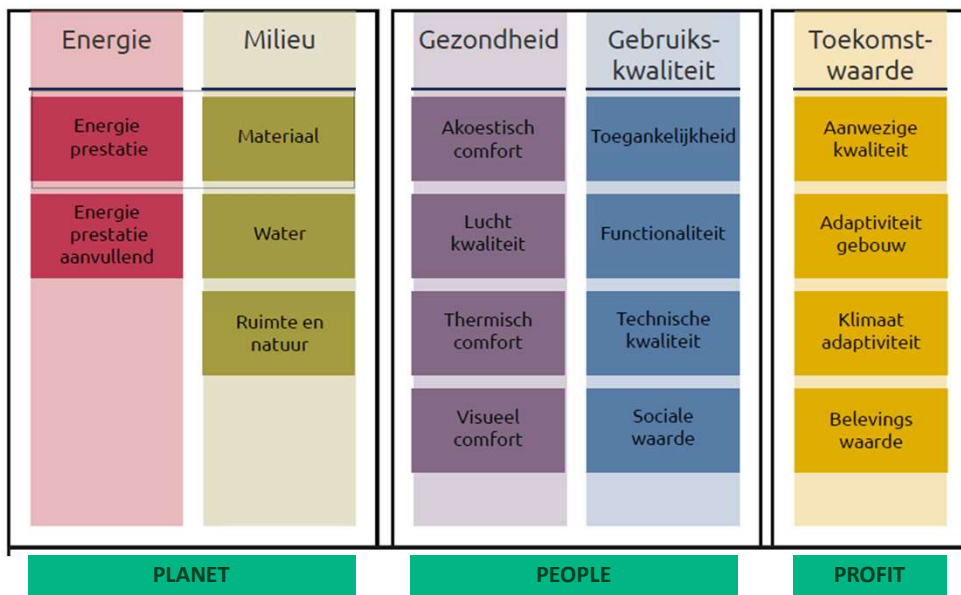 Energie
Energie
prestatie
Energie
prestatie
aanvullend
Milieu
Materiaal
Water
Ruimte en
natuur
PLANET
Gezondheid
Akoestisch
comfort
Lucht
kwaliteit
Thermisch
comfort
Visueel
comfort
Gebruiks-
kwaliteit
Toegankelijkheid
Functionaliteit
Technische
kwaliteit
Sociale
waarde
PEOPLE
Toekomst-
waarde
Aanwezige
kwaliteit
Adaptiviteit
gebouw
Klimaat
adaptiviteit
Belevings
waarde
PROFIT